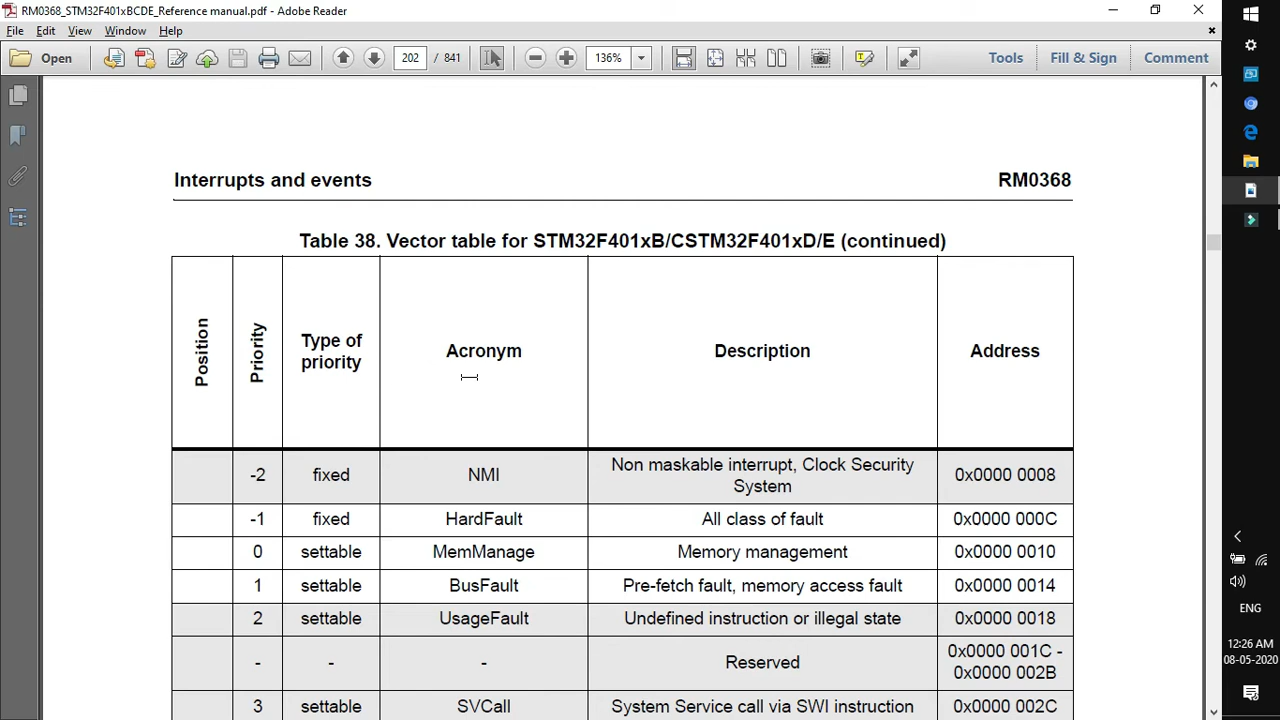 RM0368_STM32F401xBCDE_Reference manual.pdf - Adobe Reader
File Edit View Window Help
Open 202 / 841 136% Tools Fill & Sign Comment
Interrupts and events RM0368
Table 38. Vector table for STM32F401xB/CSTM32F401xD/E (continued)
Position Priority Type of priority Acronym Description Address
-2 fixed NMI Non maskable interrupt, Clock Security System 0x0000 0008
-1 fixed HardFault All class of fault 0x0000 000C
0 settable MemManage Memory management 0x0000 0010
1 settable BusFault Pre-fetch fault, memory access fault 0x0000 0014
2 settable UsageFault Undefined instruction or illegal state 0x0000 0018
- - - Reserved 0x0000 001C - 0x0000 002B
3 settable SVCall System Service call via SWI instruction 0x0000 002C
ENG
12:26 AM
08-05-2020